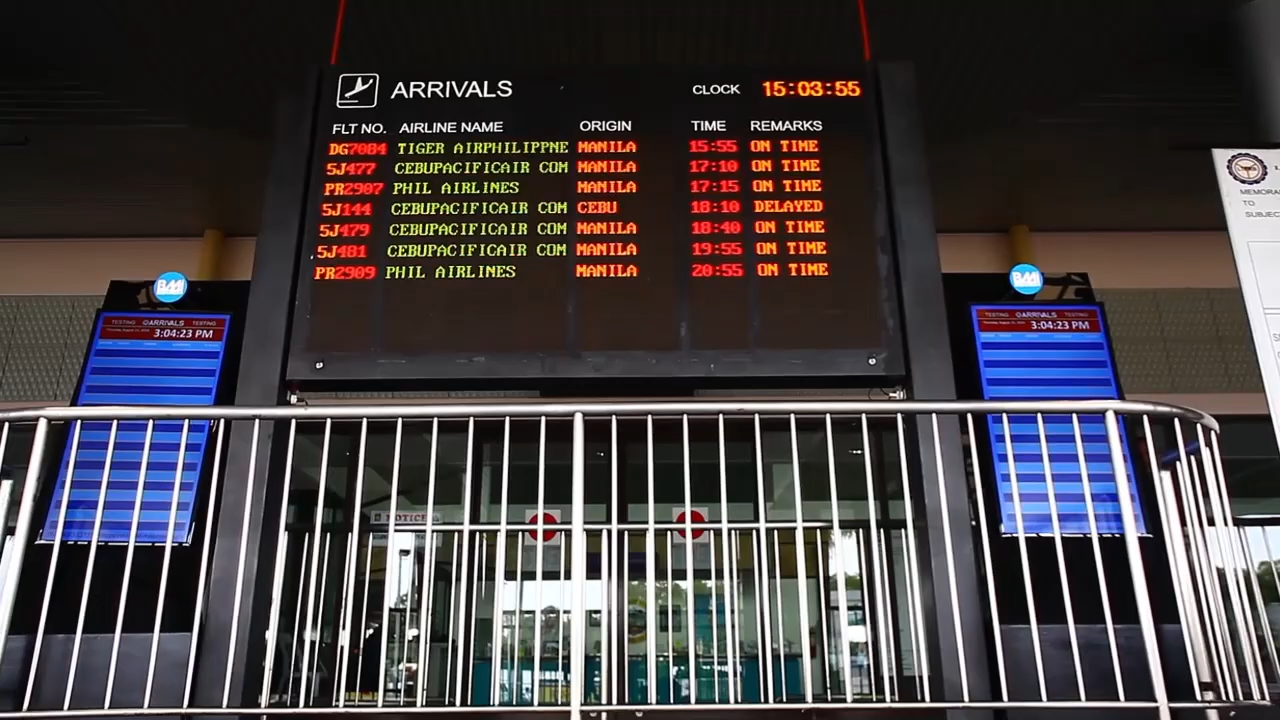 ARRIVALS CLOCK 15:03:55
FLT NO. AIRLINE NAME ORIGIN TIME REMARKS
DG7084 TIGER AIRPHILIPPNE MANILA 15:55 ON TIME
5J477 CEBUPACIFICAIR COM MANILA 17:10 ON TIME
PR2907 PHIL AIRLINES MANILA 17:15 ON TIME
5J144 CEBUPACIFICAIR COM CEBU 18:10 DELAYED
5J479 CEBUPACIFICAIR COM MANILA 18:40 ON TIME
5J481 CEBUPACIFICAIR COM MANILA 19:55 ON TIME
PR2909 PHIL AIRLINES MANILA 20:55 ON TIME
BMI
TESTING ARRIVALS TESTING
3:04:23 PM
BMI
TESTING ARRIVALS TESTING
3:04:23 PM
TO
NOTICE